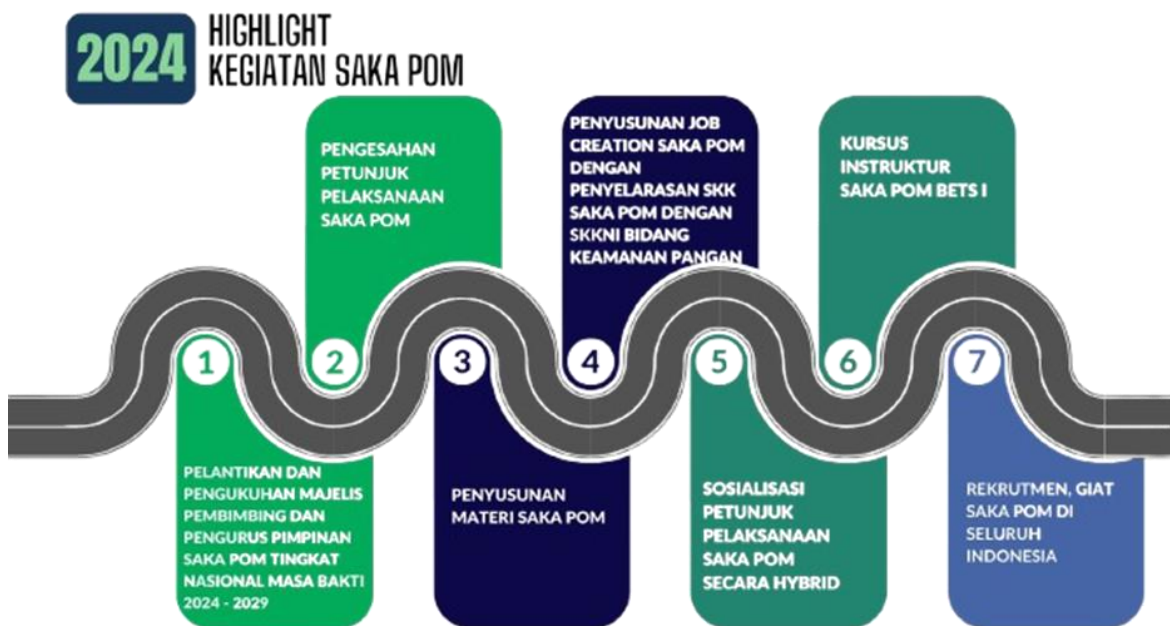 2024
HIGHLIGHT
KEGIATAN SAKA POM
1
PELANTIKAN DAN
PENGUKUHAN MAJELIS
PEMBIMBING DAN
PENGURUS PIMPINAN
SAKA POM TINGKAT
NASIONAL MASA BAKTI
2024 - 2029
2
PENGESAHAN
PETUNJUK
PELAKSANAAN
SAKA POM
3
PENYUSUNAN
MATERI SAKA POM
4
PENYUSUNAN JOB
CREATION SAKA POM
DENGAN
PENYELARASAN SKK
SAKA POM DENGAN
SKKNI BIDANG
KEAMANAN PANGAN
5
SOSIALISASI
PETUNJUK
PELAKSANAAN
SAKA POM
SECARA HYBRID
6
KURSUS
INSTRUKTUR
SAKA POM BETS I
7
REKRUTMEN, GIAT
SAKA POM DI
SELURUH
INDONESIA